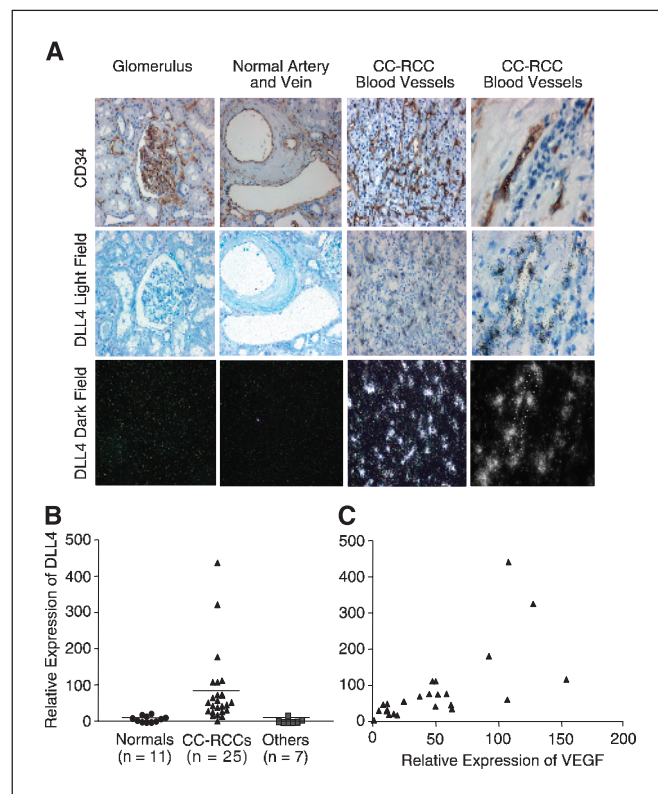 A
Glomerulus
Normal Artery
and Vein
CC-RCC
Blood Vessels
CC-RCC
Blood Vessels
CD34
DLL4 Light Field
DLL4 Dark Field
B
Relative Expression of DLL4
500
400
300
200
100
0
Normals
(n = 11)
CC-RCCs
(n = 25)
Others
(n = 7)
C
500
400
300
200
100
0
0
50
100
150
200
Relative Expression of VEGF